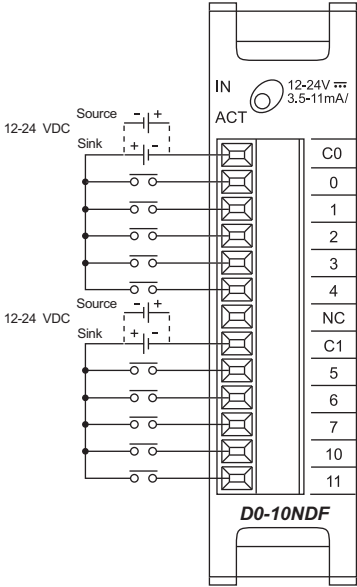 IN
12-24V ⎓
3.5-11mA/
ACT
Source
- +
12-24 VDC
Sink
+ -
C0
0
1
2
3
4
Source
- +
NC
12-24 VDC
Sink
+ -
C1
5
6
7
10
11
D0-10NDF